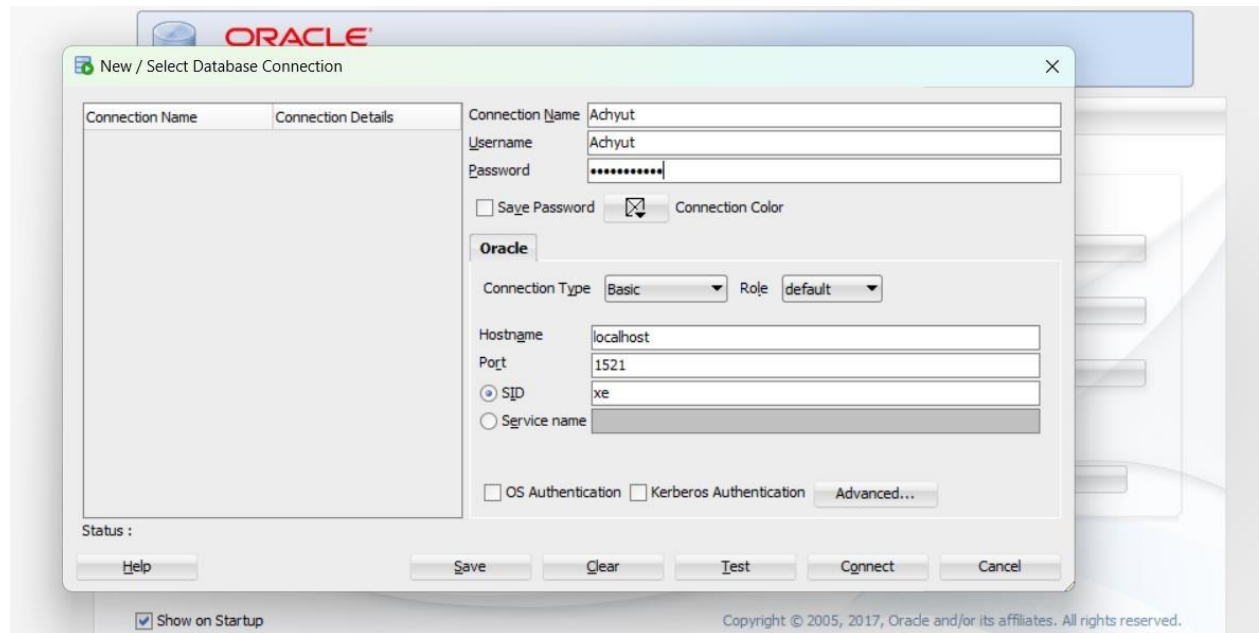 ORACLE
New / Select Database Connection
Connection Name Connection Details
Connection Name Achyut
Username Achyut
Password •••••••••••
Save Password Connection Color
Oracle
Connection Type Basic Role default
Hostname localhost
Port 1521
SID xe
Service name
OS Authentication Kerberos Authentication Advanced...
Status :
Help Save Clear Test Connect Cancel
Show on Startup Copyright © 2005, 2017, Oracle and/or its affiliates. All rights reserved.